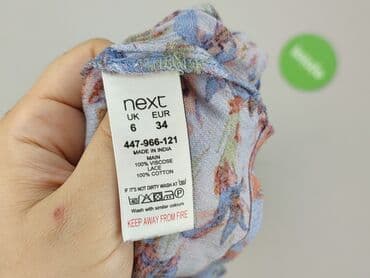 next
UK EUR
6 34
447-966-121
MADE IN INDIA
MAIN
100% VISCOSE
LACE
100% COTTON
IF IT'S NOT DIRTY WASH AT
Wash with similar colours
KEEP AWAY FROM FIRE